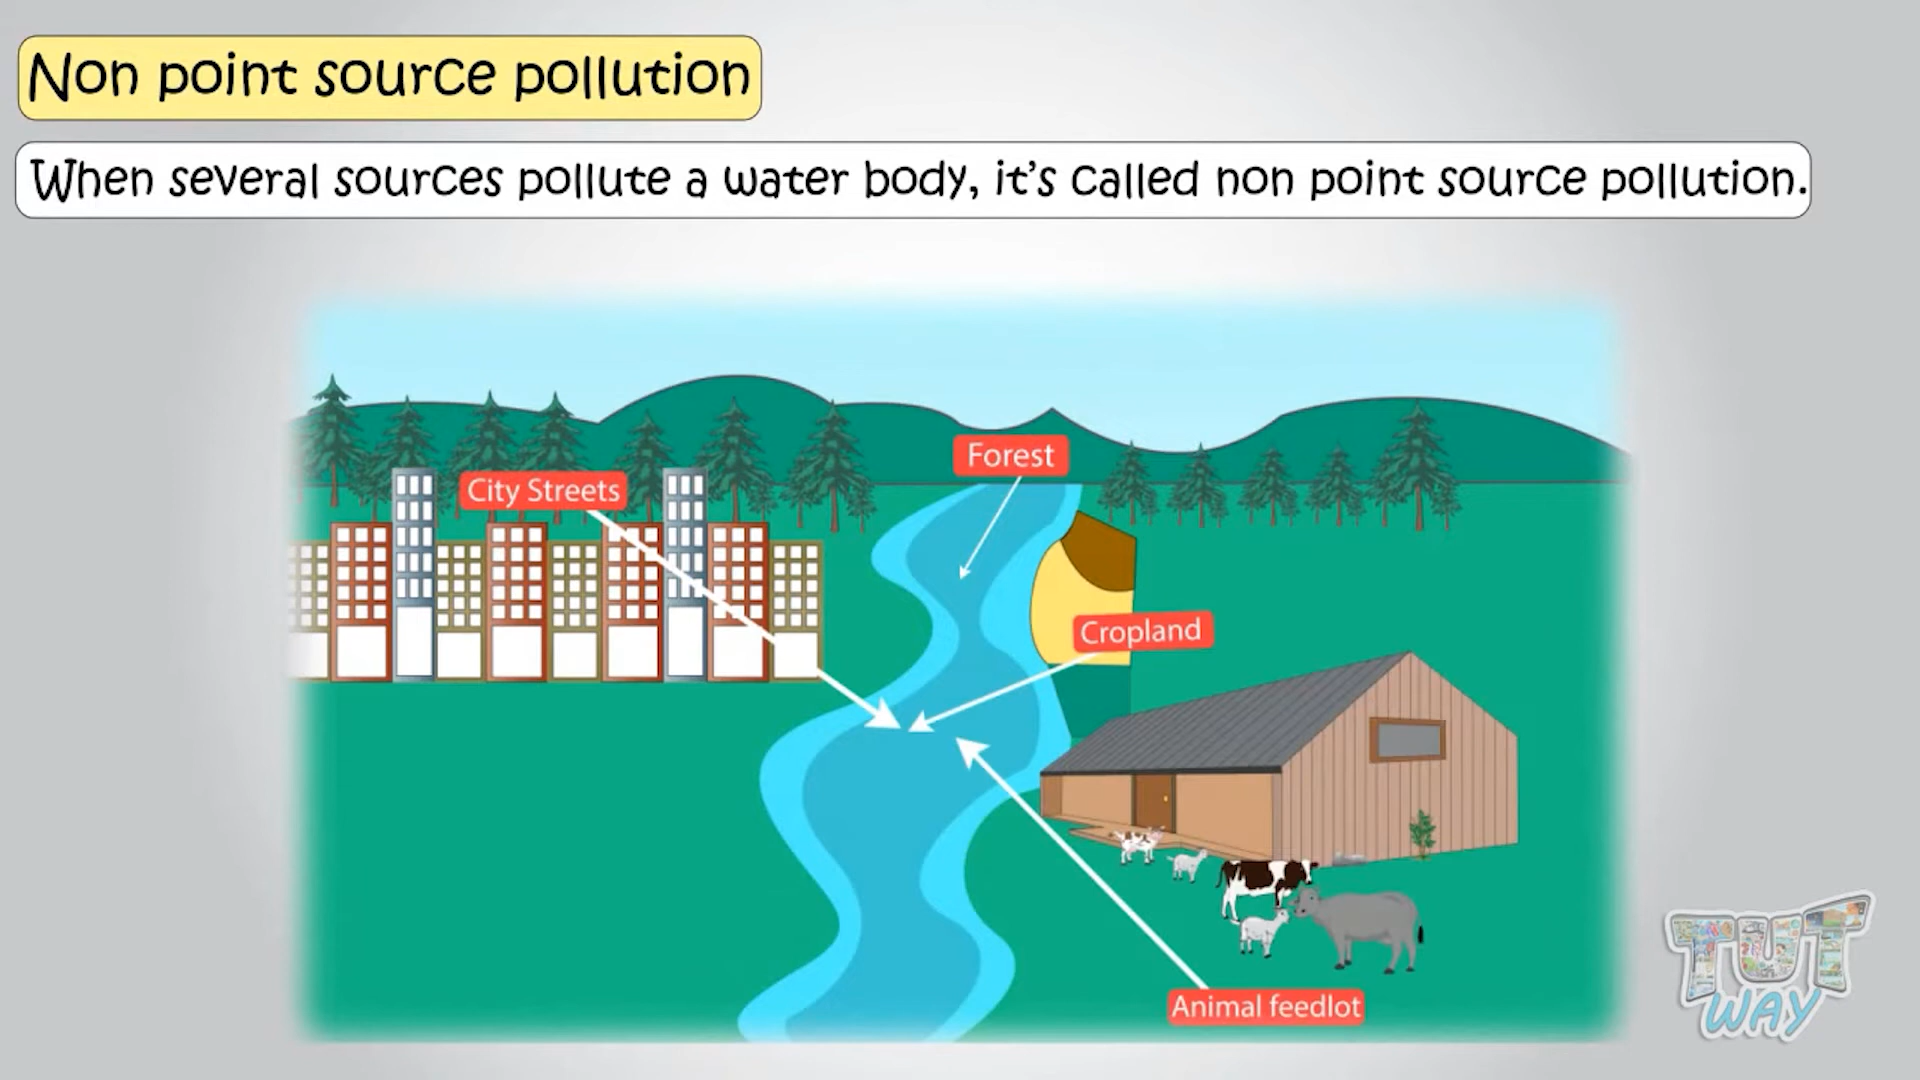 Non point source pollution
When several sources pollute a water body, it's called non point source pollution.
Forest
City Streets
Cropland
Animal feedlot
TUT
WAY